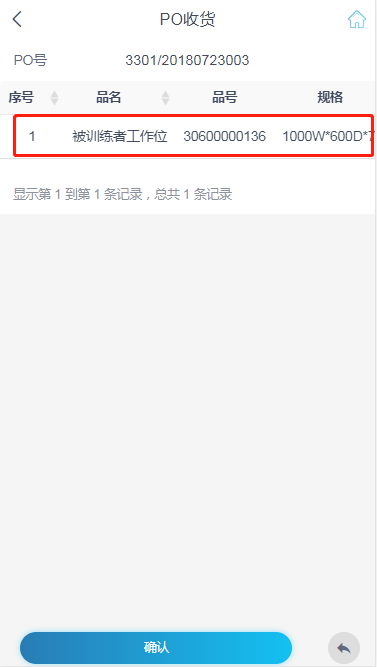 PO收货
PO号 3301/20180723003
序号 品名 品号 规格
1 被训练者工作位 30600000136 1000W*600D*7
显示第 1 到第 1 条记录，总共 1 条记录
确认